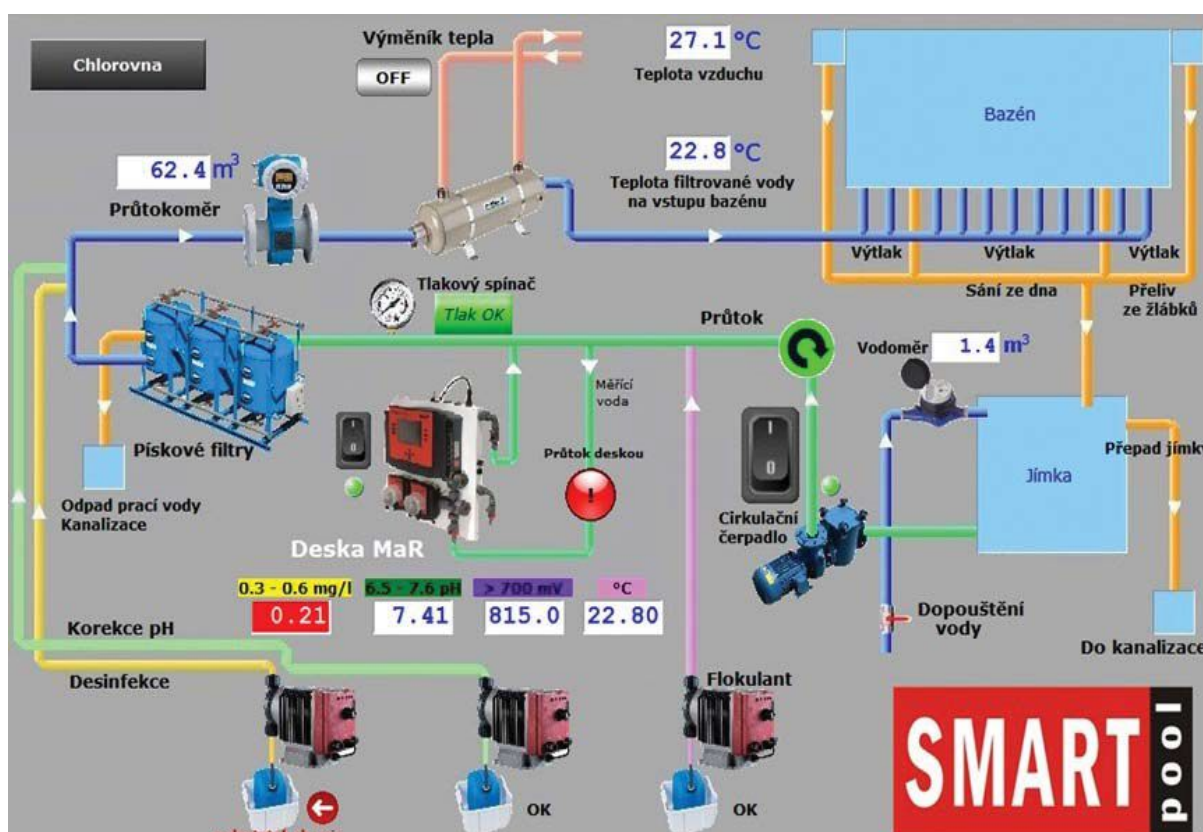 Chlorovna
Výměník tepla
OFF
27.1 °C
Teplota vzduchu
22.8 °C
Teplota filtrované vody
na vstupu bazénu
Bazén
62.4 m³
Průtokoměr
Výtlak
Výtlak
Výtlak
Sání ze dna
Přeliv
ze žlábků
Tlakový spínač
Tlak OK
Průtok
Vodoměr
1.4 m³
Měřící
voda
Pískové filtry
Průtok deskou
!
I
0
I
0
Cirkulační
čerpadlo
Jímka
Přepad jímky
Odpad prací vody
Kanalizace
Deska MaR
0.3 - 0.6 mg/l
6.5 - 7.6 pH
> 700 mV
°C
0.21
7.41
815.0
22.80
Dopouštění
vody
Do kanalizace
Korekce pH
Desinfekce
Flokulant
OK
OK
SMART
pool